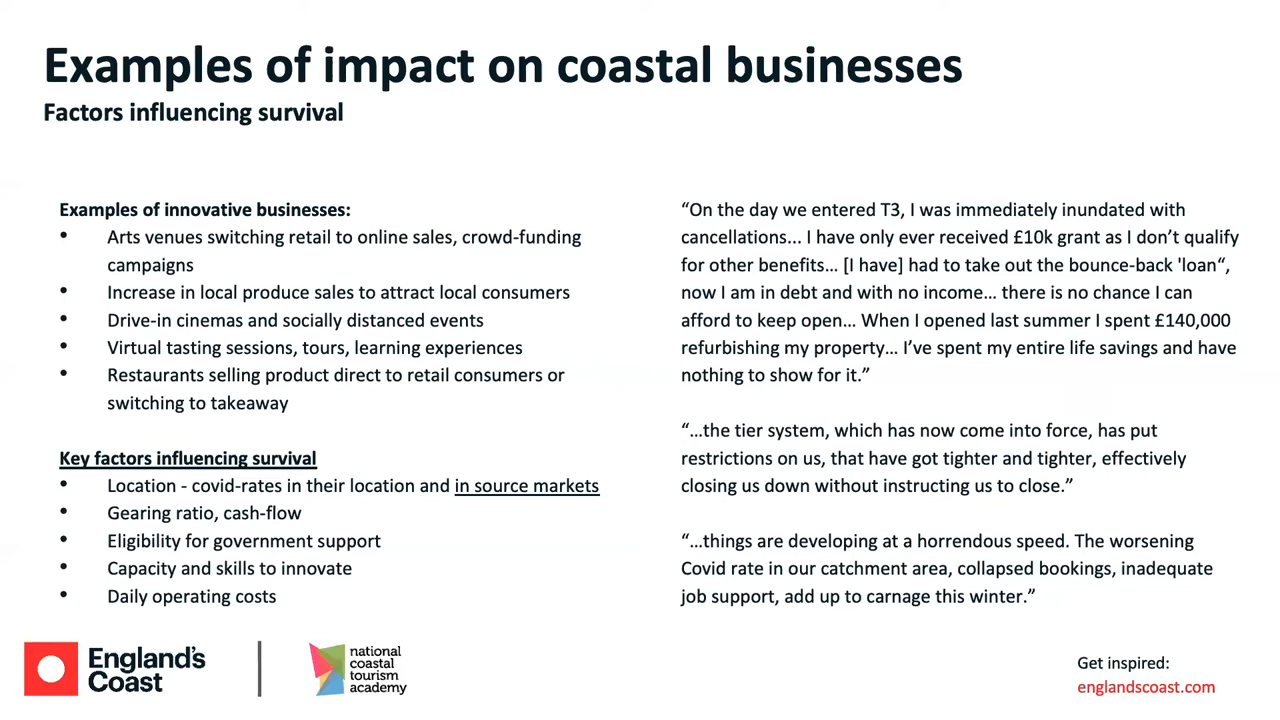 Examples of impact on coastal businesses
Factors influencing survival
Examples of innovative businesses:
• Arts venues switching retail to online sales, crowd-funding
campaigns
• Increase in local produce sales to attract local consumers
• Drive-in cinemas and socially distanced events
• Virtual tasting sessions, tours, learning experiences
• Restaurants selling product direct to retail consumers or
switching to takeaway
Key factors influencing survival
• Location - covid-rates in their location and in source markets
• Gearing ratio, cash-flow
• Eligibility for government support
• Capacity and skills to innovate
• Daily operating costs
“On the day we entered T3, I was immediately inundated with
cancellations... I have only ever received £10k grant as I don’t qualify
for other benefits… [I have] had to take out the bounce-back 'loan“,
now I am in debt and with no income… there is no chance I can
afford to keep open… When I opened last summer I spent £140,000
refurbishing my property… I’ve spent my entire life savings and have
nothing to show for it.”
“…the tier system, which has now come into force, has put
restrictions on us, that have got tighter and tighter, effectively
closing us down without instructing us to close.”
“…things are developing at a horrendous speed. The worsening
Covid rate in our catchment area, collapsed bookings, inadequate
job support, add up to carnage this winter.”
England’s
Coast
national
coastal
tourism
academy
Get inspired:
englandscoast.com